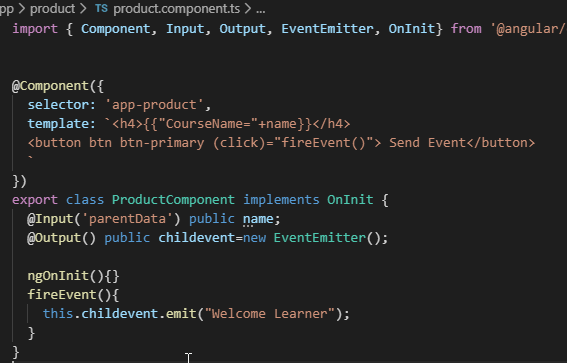 pp > product > TS product.component.ts > ...
import { Component, Input, Output, EventEmitter, OnInit} from '@angular/
@Component({
  selector: 'app-product',
  template: `<h4>{{"CourseName="+name}}</h4>
  <button btn btn-primary (click)="fireEvent()"> Send Event</button>
  `
})
export class ProductComponent implements OnInit {
  @Input('parentData') public name;
  @Output() public childevent=new EventEmitter();
  ngOnInit(){}
  fireEvent(){
    this.childevent.emit("Welcome Learner");
  }
}